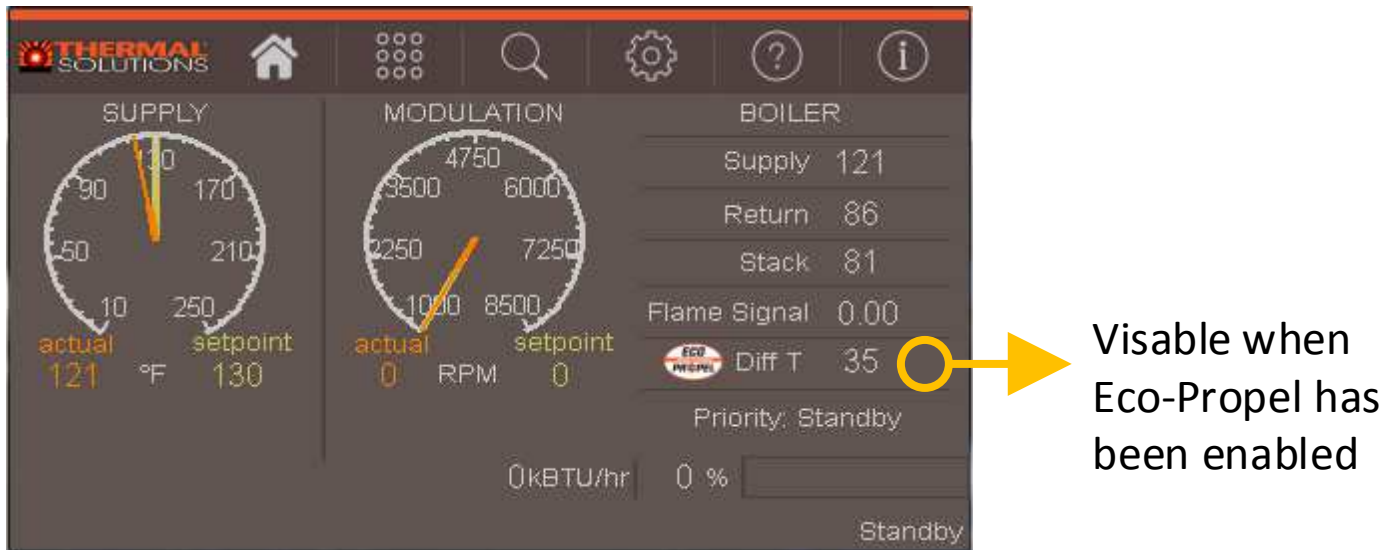 THERMAL
SOLUTIONS
?
i
SUPPLY
130
90
170
50
210
10
250
actual
setpoint
121
°F
130
MODULATION
4750
3500
6000
2250
7250
1000
8500
actual
setpoint
0
RPM
0
BOILER
Supply 121
Return 86
Stack 81
Flame Signal 0.00
ECO
PROPEL
Diff T 35
Priority: Standby
0kBTU/hr 0 %
Standby
Visable when
Eco-Propel has
been enabled